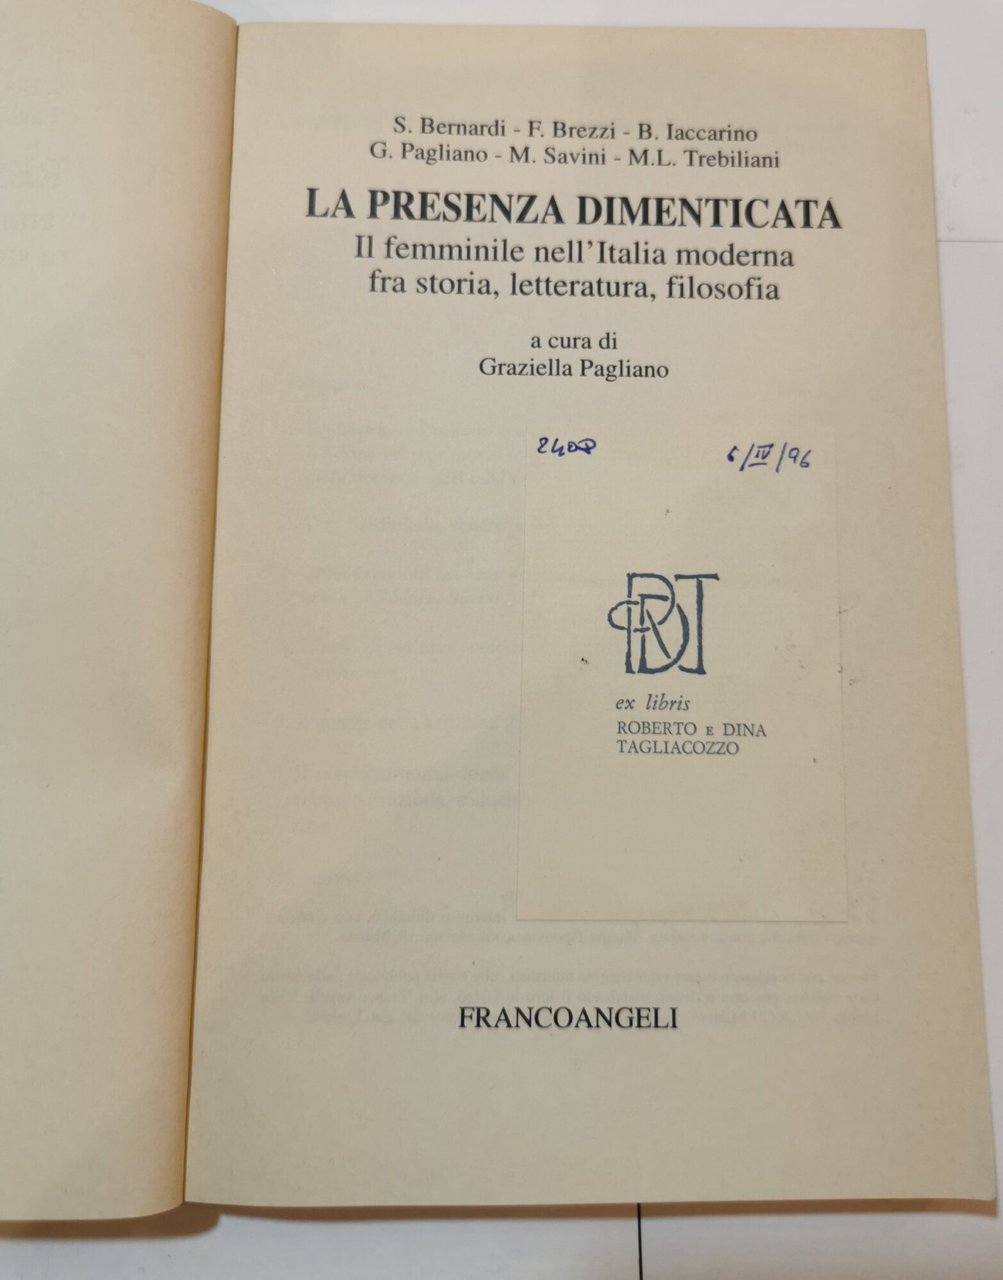 S. Bernardi - F. Brezzi - B. Iaccarino
G. Pagliano - M. Savini - M.L. Trebiliani
LA PRESENZA DIMENTICATA
Il femminile nell'Italia moderna
fra storia, letteratura, filosofia
a cura di
Graziella Pagliano
/IV/96
RDT
ex libris
ROBERTO E DINA
TAGLIACOZZO
FRANCOANGELI